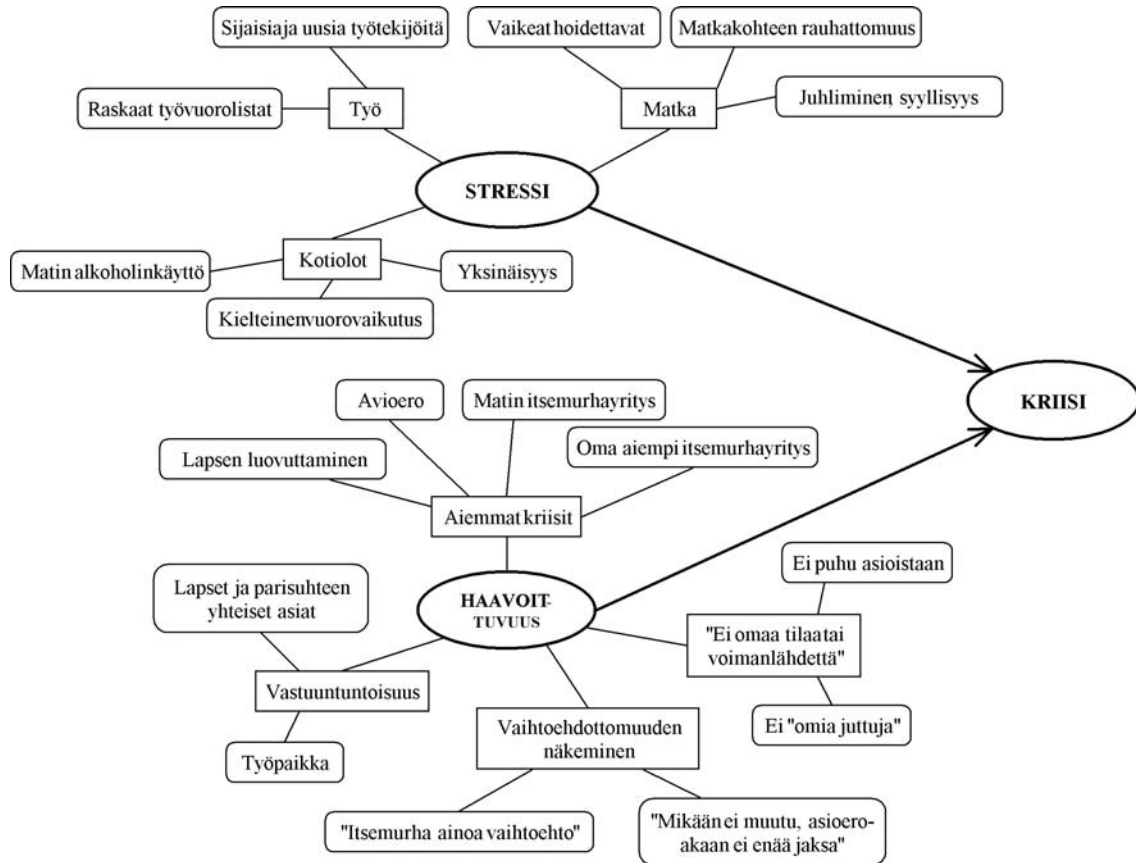 Sijaisiaja uusia työtekijöitä
Vaikeat hoidettavat
Matkakohteen rauhattomuus
Raskaat työvuorolistat
Työ
Matka
Juhliminen, syyllisyys
STRESSI
Kotiolot
Matin alkoholinkäyttö
Yksinäisyys
Kielteinenvuorovaikutus
KRIISI
Avioero
Matin itsemurhayritys
Lapsen luovuttaminen
Oma aiempi itsemurhayritys
Aiemmat kriisit
Ei puhu asioistaan
Lapset ja parisuhteen
yhteiset asiat
HAAVOIT-
TUVUUS
"Ei omaa tilaa tai
voimanlähdettä"
Vastuuntuntoisuus
Vaihtoehdottomuuden
näkeminen
Ei "omia juttuja"
Työpaikka
"Itsemurha ainoa vaihtoehto"
"Mikään ei muutu, asioero-
akaan ei enää jaksa"